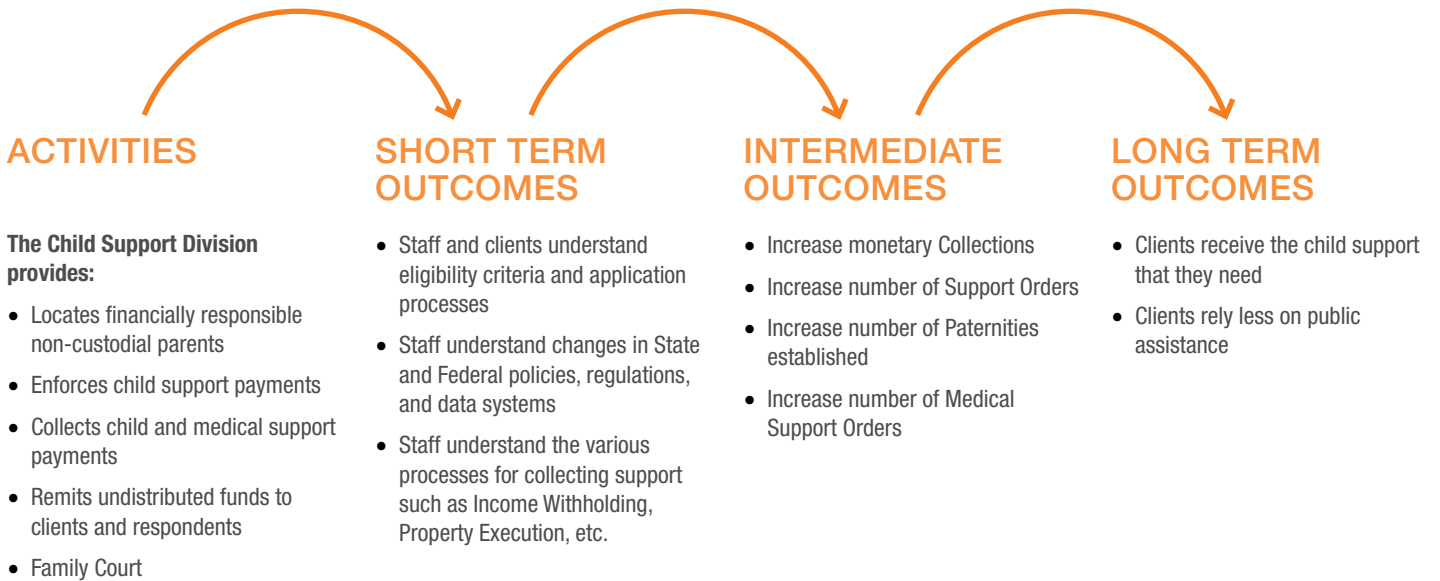 ACTIVITIES
The Child Support Division
provides:
• Locates financially responsible
non-custodial parents
• Enforces child support payments
• Collects child and medical support
payments
• Remits undistributed funds to
clients and respondents
• Family Court
SHORT TERM
OUTCOMES
• Staff and clients understand
eligibility criteria and application
processes
• Staff understand changes in State
and Federal policies, regulations,
and data systems
• Staff understand the various
processes for collecting support
such as Income Withholding,
Property Execution, etc.
INTERMEDIATE
OUTCOMES
• Increase monetary Collections
• Increase number of Support Orders
• Increase number of Paternities
established
• Increase number of Medical
Support Orders
LONG TERM
OUTCOMES
• Clients receive the child support
that they need
• Clients rely less on public
assistance